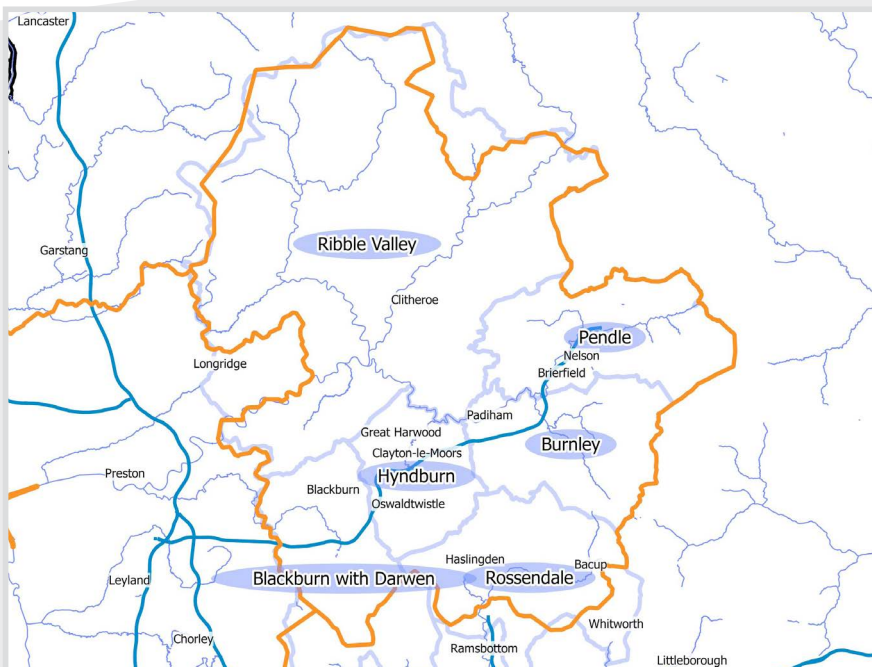 Lancaster
Ribble Valley
Garstang
Clitheroe
Pendle
Nelson
Longridge
Brierfield
Padiham
Great Harwood
Burnley
Clayton-le-Moors
Preston
Hyndburn
Blackburn
Oswaldtwistle
Haslingden
Bacup
Leyland
Blackburn with Darwen
Rossendale
Whitworth
Chorley
Ramsbottom
Littleborough